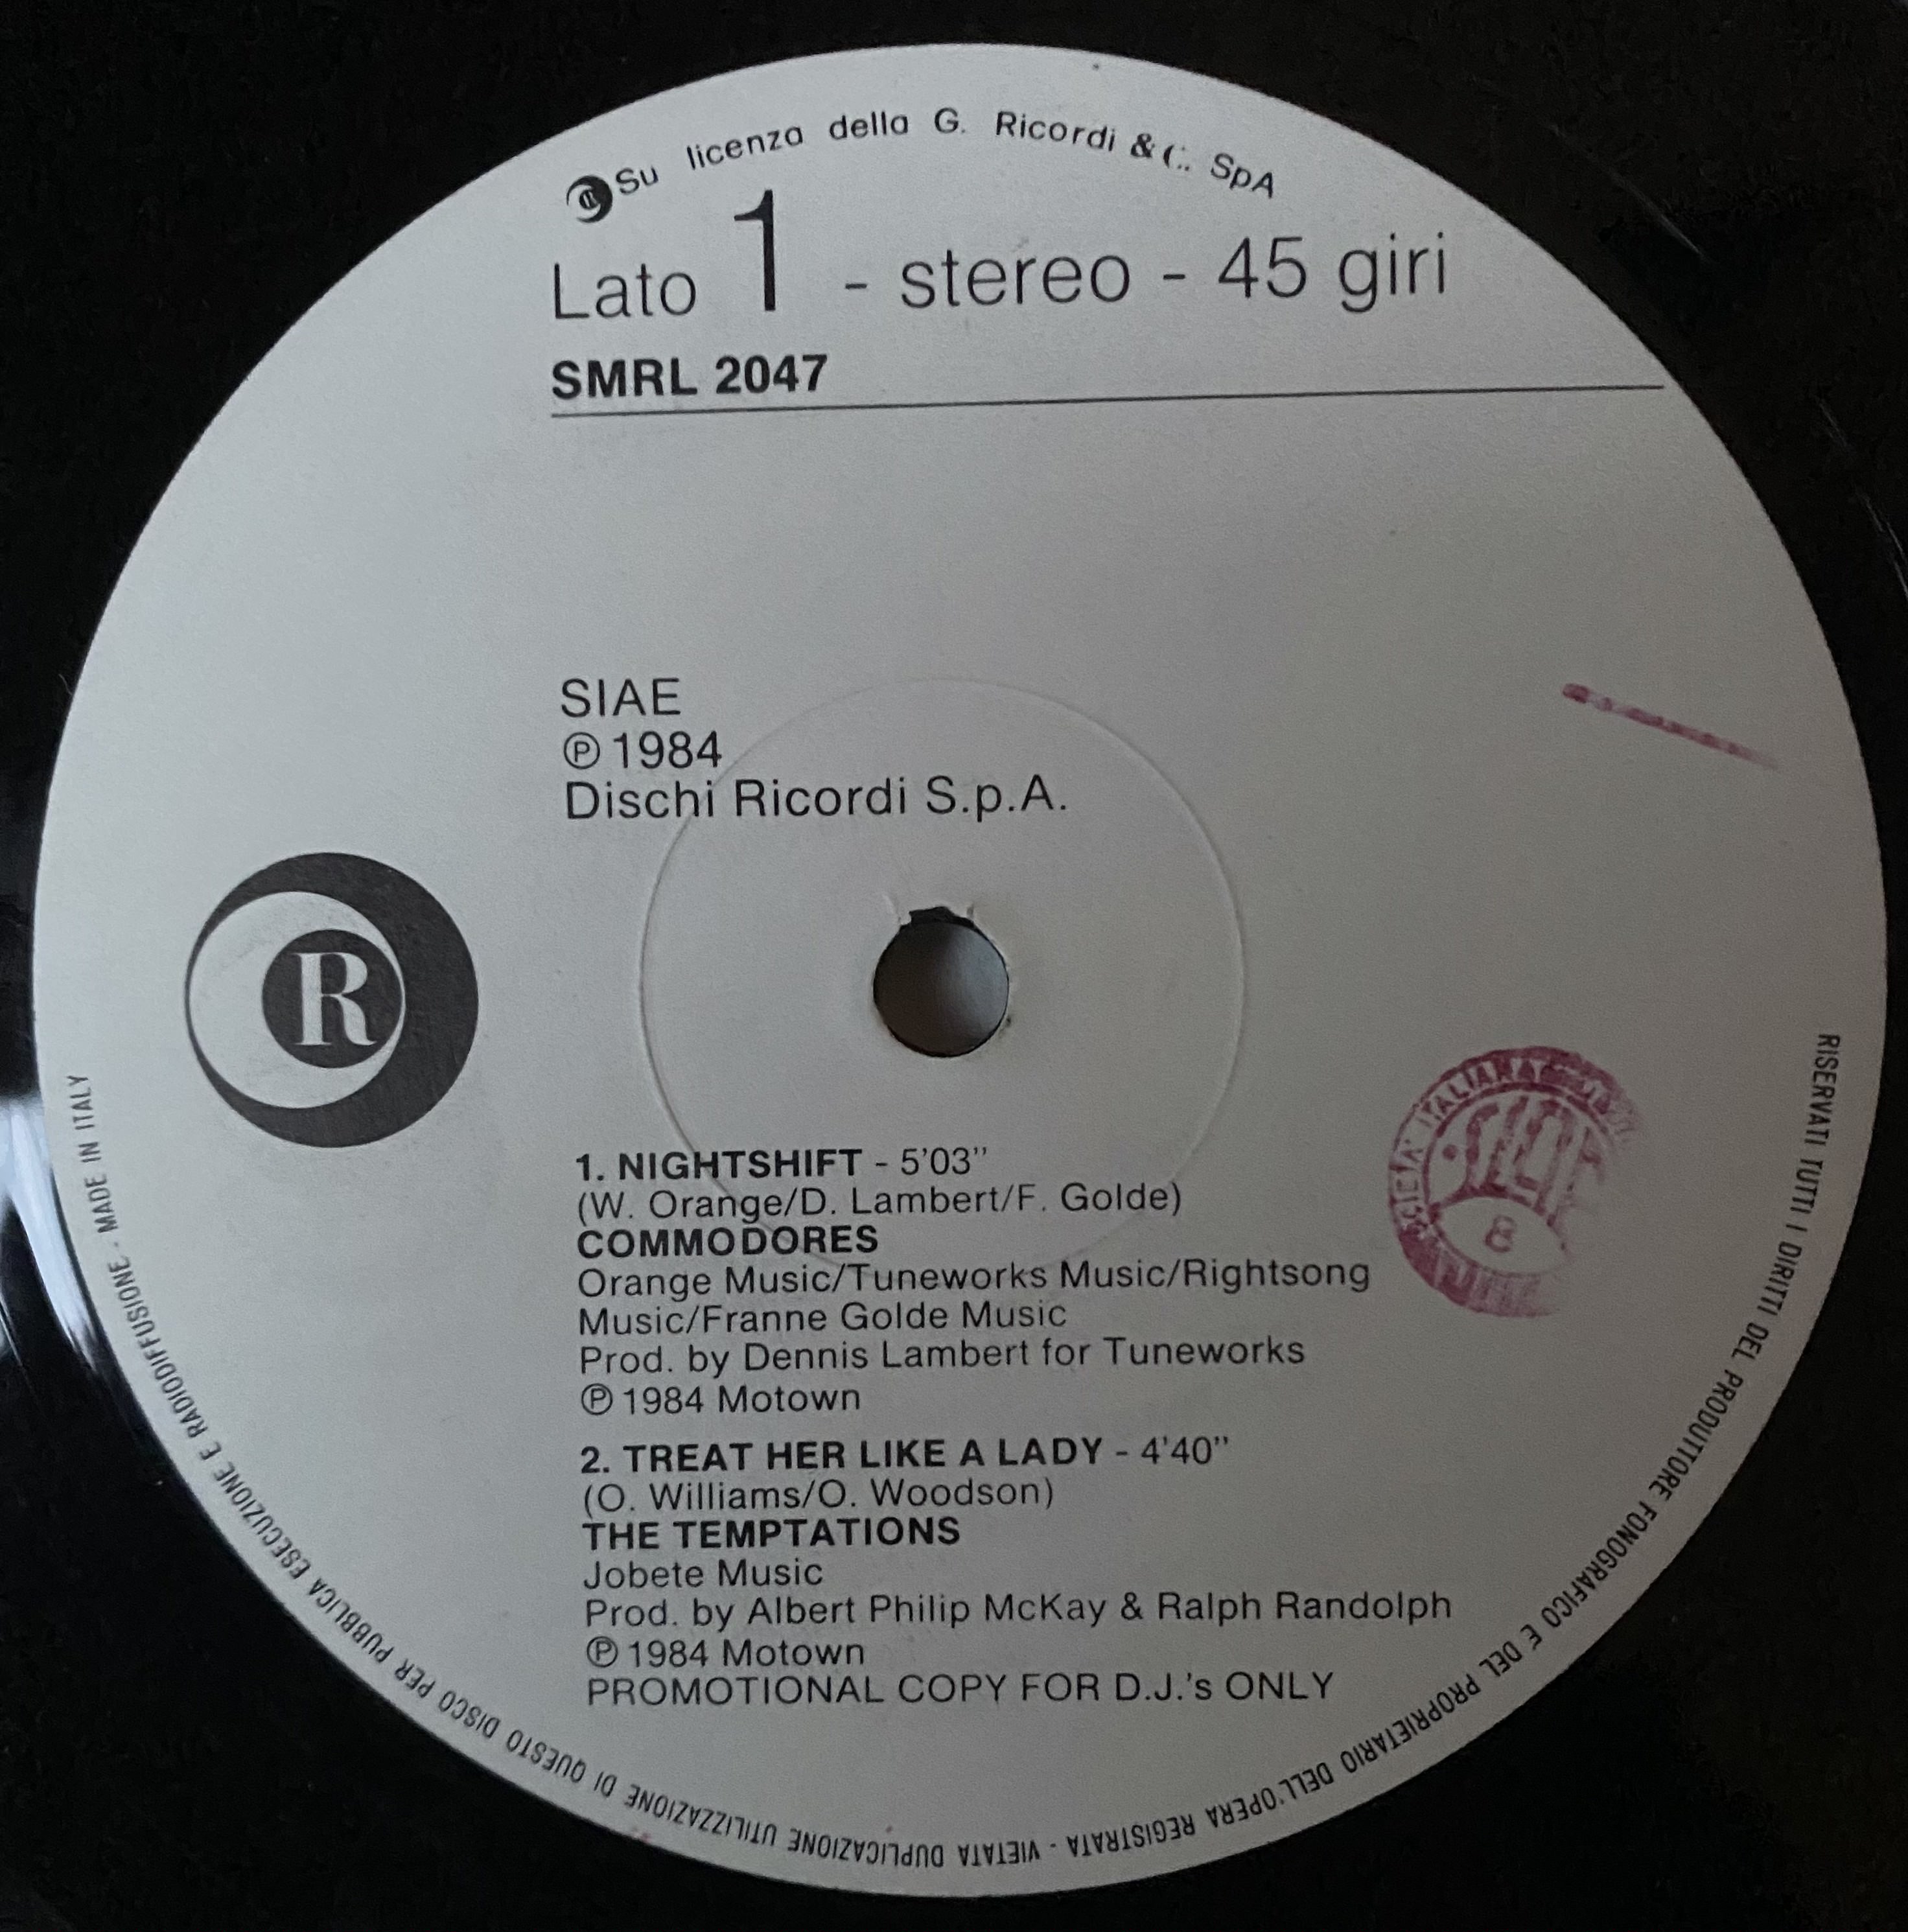 Su licenza della G. Ricordi & C. SpA
Lato 1 - stereo - 45 giri
SMRL 2047
SIAE
℗ 1984
Dischi Ricordi S.p.A.
R
1. NIGHTSHIFT - 5'03''
(W. Orange/D. Lambert/F. Golde)
COMMODORES
Orange Music/Tuneworks Music/Rightsong
Music/Franne Golde Music
Prod. by Dennis Lambert for Tuneworks
℗ 1984 Motown
2. TREAT HER LIKE A LADY - 4'40''
(O. Williams/O. Woodson)
THE TEMPTATIONS
Jobete Music
Prod. by Albert Philip McKay & Ralph Randolph
℗ 1984 Motown
PROMOTIONAL COPY FOR D.J.'s ONLY
RISERVATI TUTTI I DIRITTI DEL PRODUTTORE FONOGRAFICO E DEL PROPRIETARIO DELL'OPERA REGISTRATA - VIETATA DUPLICAZIONE UTILIZZAZIONE DI QUESTO DISCO PER PUBBLICA ESECUZIONE E RADIODIFFUSIONE - MADE IN ITALY
SIAE
8